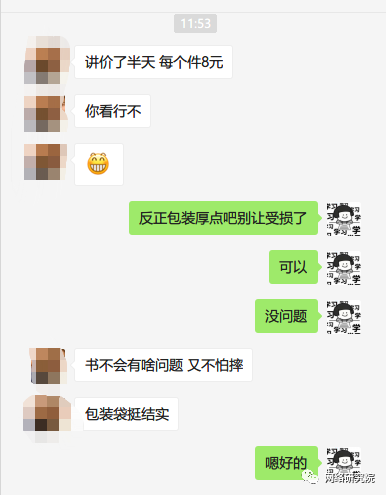 11:53
讲价了半天 每个件8元
你看行不
反正包装厚点吧别让受损了
可以
没问题
书不会有啥问题 又不怕摔
包装袋挺结实
嗯好的
网络研究院